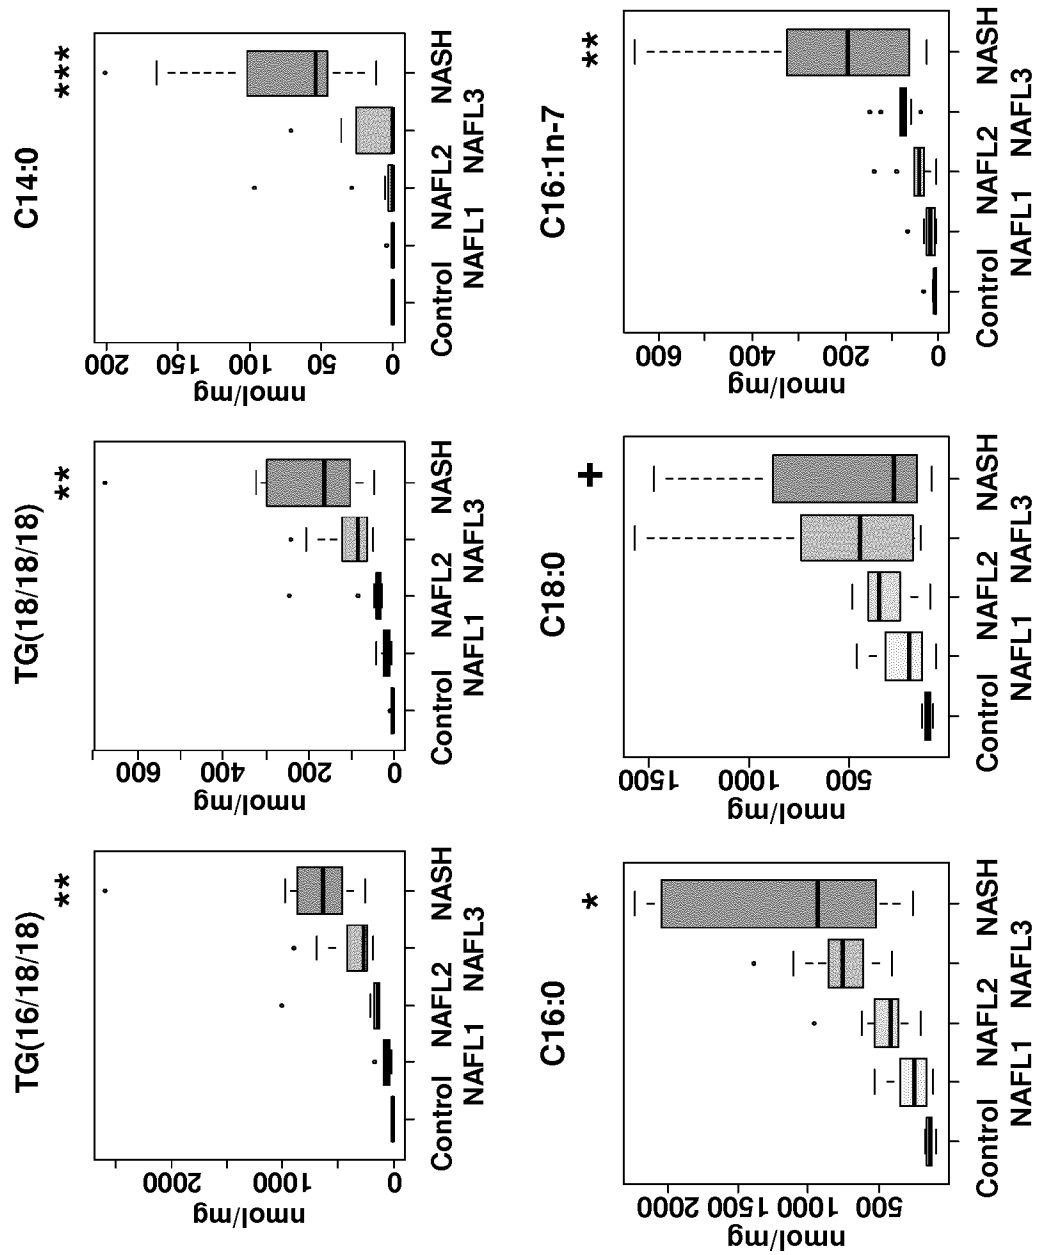 TG(16/18/18)
**
nmol/mg
0
1000
2000
Control
NAFL1
NAFL2
NAFL3
NASH
TG(18/18/18)
**
nmol/mg
0
200
400
600
Control
NAFL1
NAFL2
NAFL3
NASH
C14:0
***
nmol/mg
0
50
100
150
200
Control
NAFL1
NAFL2
NAFL3
NASH
C16:0
*
nmol/mg
500
1000
1500
2000
Control
NAFL1
NAFL2
NAFL3
NASH
C18:0
+
nmol/mg
500
1000
1500
Control
NAFL1
NAFL2
NAFL3
NASH
C16:1n-7
**
nmol/mg
0
200
400
600
Control
NAFL1
NAFL2
NAFL3
NASH